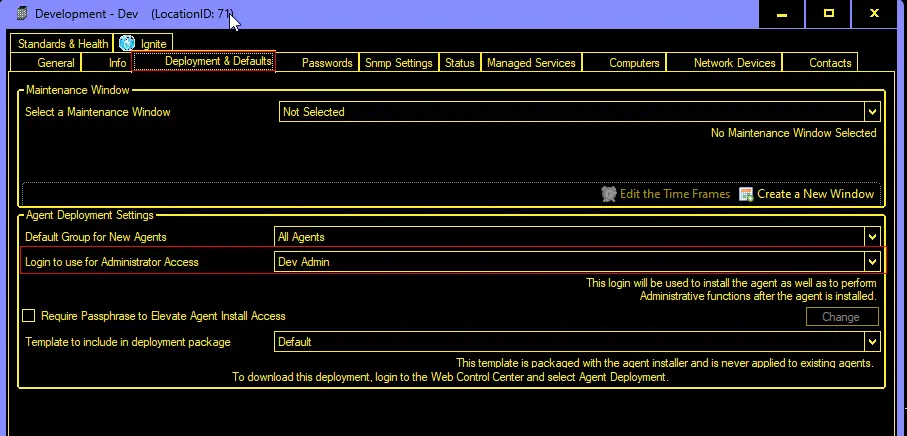 Development - Dev (LocationID: 71)
Standards & Health Ignite
General Info Deployment & Defaults Passwords Snmp Settings Status Managed Services Computers Network Devices Contacts
Maintenance Window
Select a Maintenance Window Not Selected
No Maintenance Window Selected
Edit the Time Frames Create a New Window
Agent Deployment Settings
Default Group for New Agents All Agents
Login to use for Administrator Access Dev Admin
This login will be used to install the agent as well as to perform
Administrative functions after the agent is installed.
Require Passphrase to Elevate Agent Install Access Change
Template to include in deployment package Default
This template is packaged with the agent installer and is never applied to existing agents.
To download this deployment, login to the Web Control Center and select Agent Deployment.